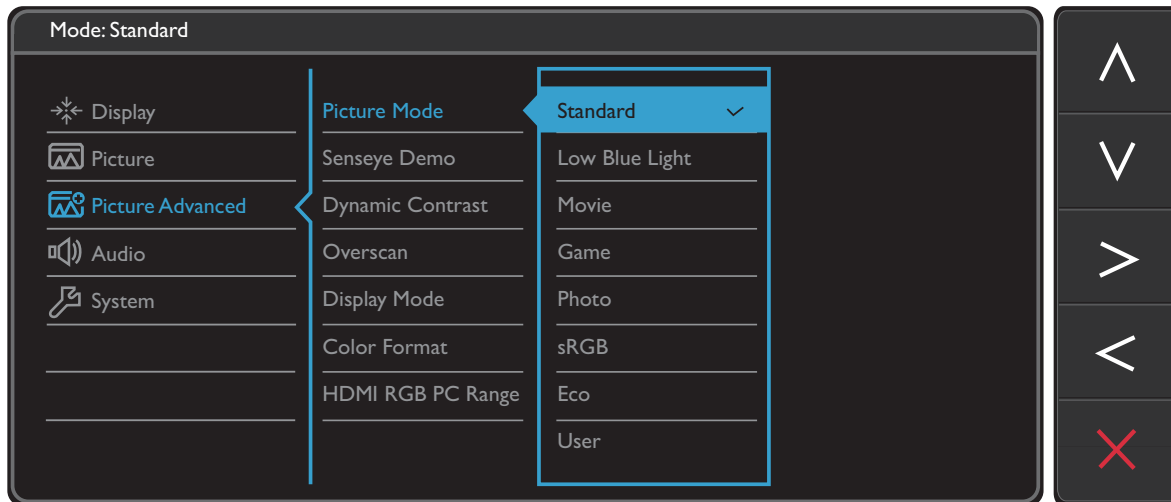 Mode: Standard
Display
Picture
Picture Advanced
Audio
System
Picture Mode
Senseye Demo
Dynamic Contrast
Overscan
Display Mode
Color Format
HDMI RGB PC Range
Standard
Low Blue Light
Movie
Game
Photo
sRGB
Eco
User